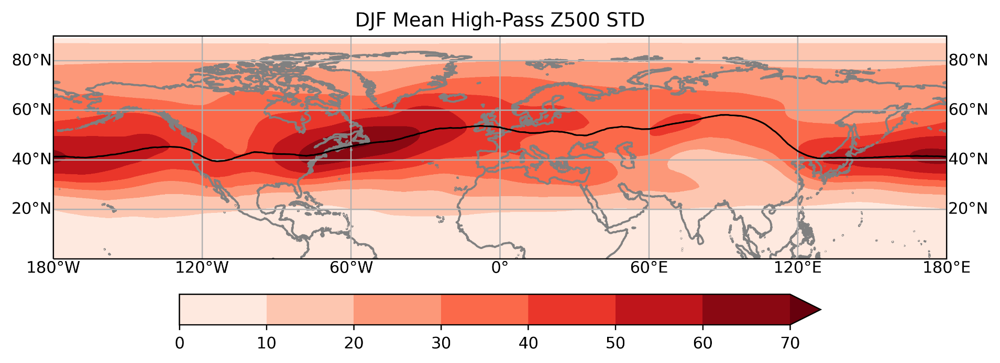 DJF Mean High-Pass Z500 STD
80°N 80°N
60°N 60°N
40°N 40°N
20°N 20°N
180°W 120°W 60°W 0° 60°E 120°E 180°E
0 10 20 30 40 50 60 70